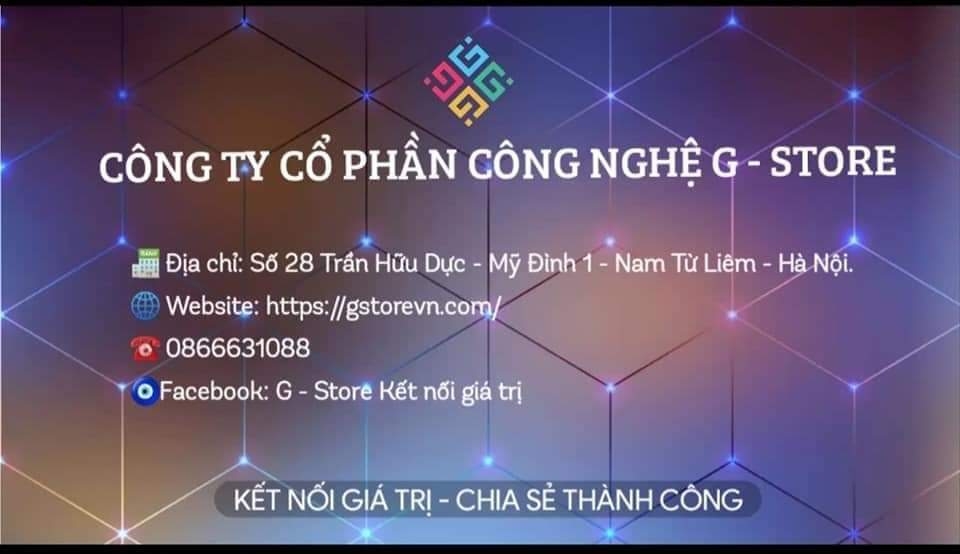 CÔNG TY CỔ PHẦN CÔNG NGHỆ G - STORE
Địa chỉ: Số 28 Trần Hữu Dực - Mỹ Đình 1 - Nam Từ Liêm - Hà Nội.
Website: https://gstorevn.com/
0866631088
Facebook: G - Store Kết nối giá trị
KẾT NỐI GIÁ TRỊ - CHIA SẺ THÀNH CÔNG